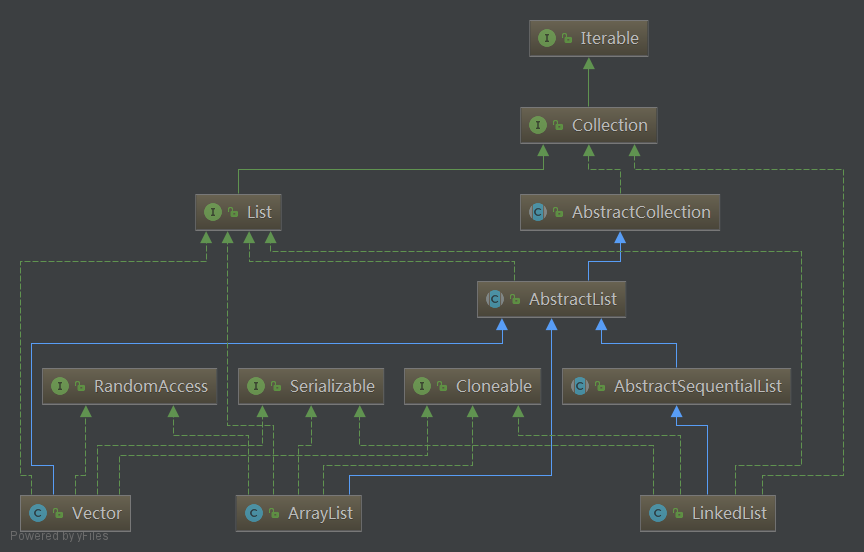 Iterable
Collection
List
AbstractCollection
AbstractList
RandomAccess
Serializable
Cloneable
AbstractSequentialList
Vector
ArrayList
LinkedList
Powered by yFiles